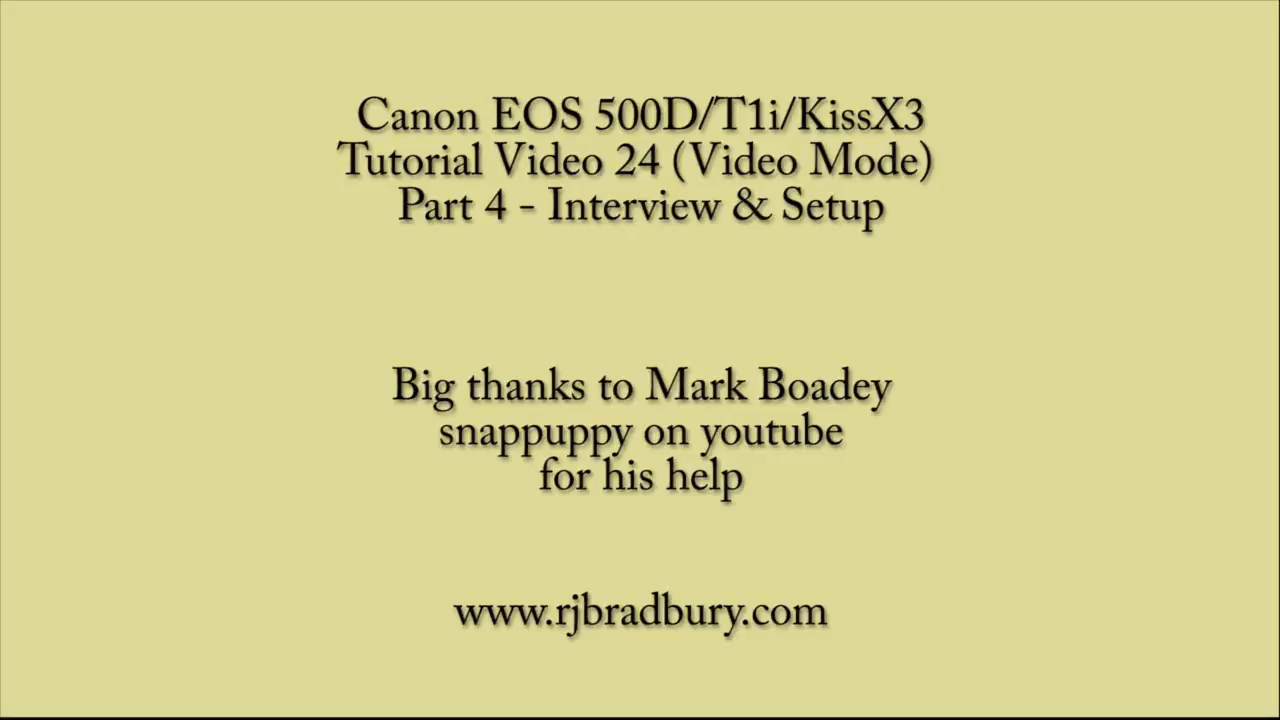 Canon EOS 500D/T1i/KissX3
Tutorial Video 24 (Video Mode)
Part 4 - Interview & Setup
Big thanks to Mark Boadey
snappuppy on youtube
for his help
www.rjbradbury.com